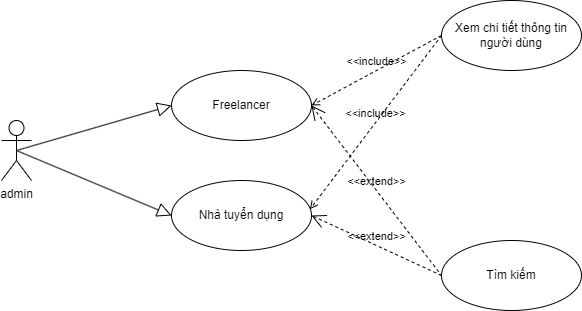 Xem chi tiết thông tin
người dùng
<<include>>
Freelancer
<<include>>
admin
<<extend>>
Nhà tuyển dụng
<<extend>>
Tìm kiếm